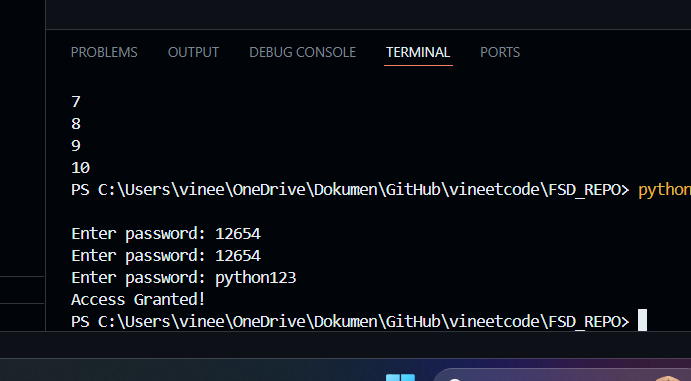 PROBLEMS OUTPUT DEBUG CONSOLE TERMINAL PORTS
7
8
9
10
PS C:\Users\vinee\OneDrive\Dokumen\GitHub\vineetcode\FSD_REPO> python
Enter password: 12654
Enter password: 12654
Enter password: python123
Access Granted!
PS C:\Users\vinee\OneDrive\Dokumen\GitHub\vineetcode\FSD_REPO>